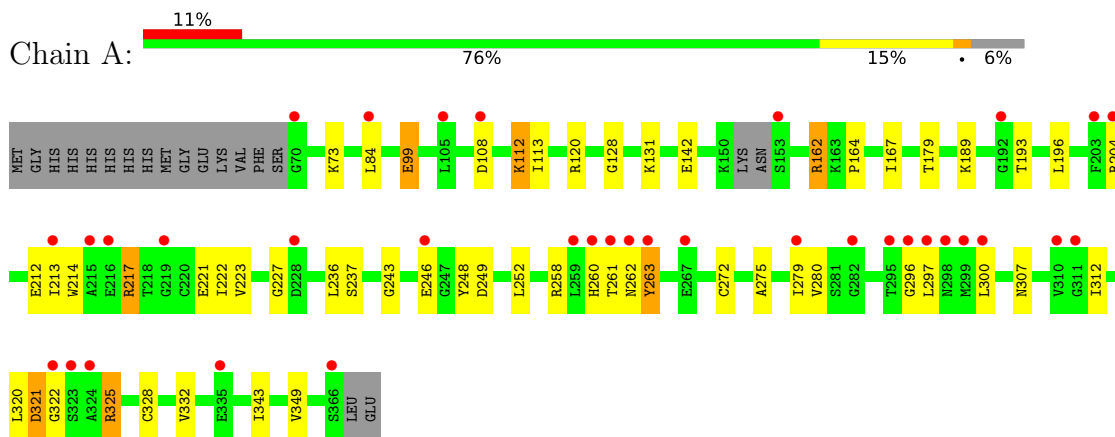 11%
Chain A:
76% 15% • 6%
MET GLY HIS HIS HIS HIS HIS HIS MET GLY GLU LYS VAL PHE SER G70 K73 L84 E99 L105 D108 K112 I113 R120 G128 K131 E142 K150 LYS ASN S153 R162 K163 P164 I167 T179 K189 G192 T193 L196 F203
E212 I213 W214 A215 E216 R217 T218 G219 C220 E221 I222 V223 G227 D228 L236 S237 G243 E246 G247 Y248 D249 L252 R258 L259 H260 T261 N262 Y263 E267 C272 A275 I279 V280 S281 G282 T295 G296 L297 N298 M299 L300 N307 V310 G311 I312
L320 D321 G322 S323 A324 R325 C328 V332 E335 I343 V349 S366 LEU GLU